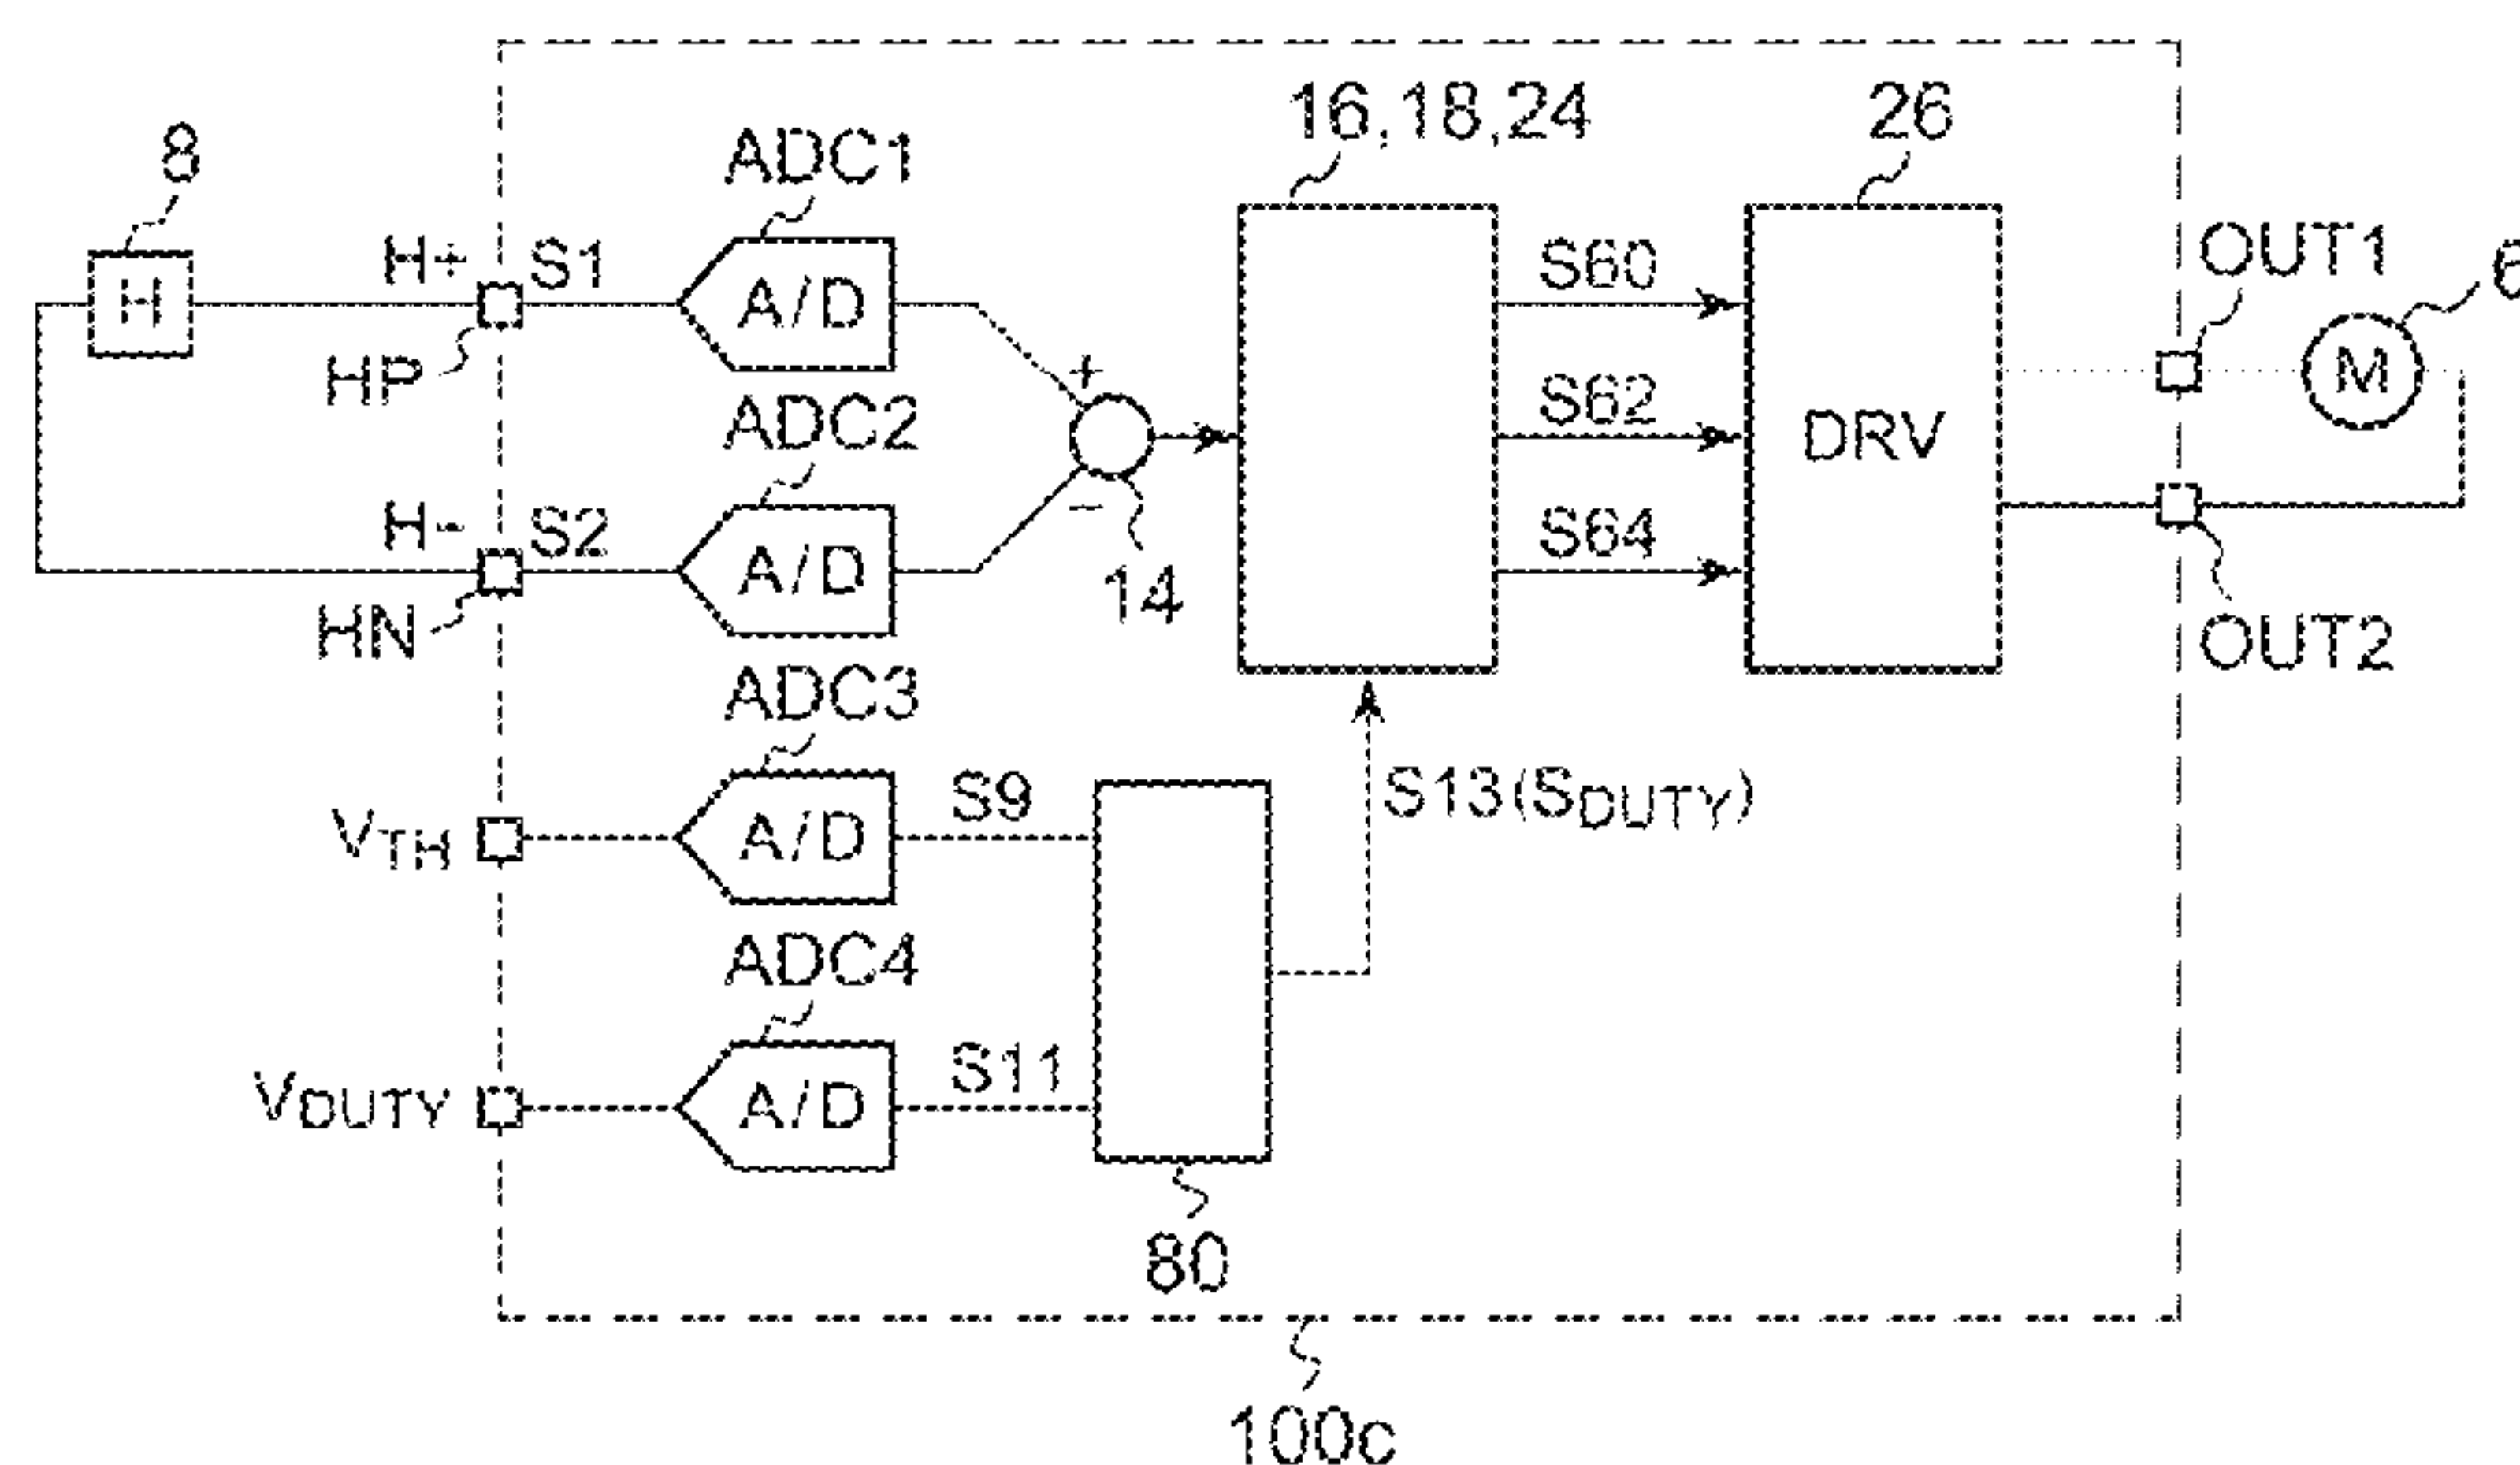 16,18,24
26
8
ADC1
H+
S1
OUT1
6
H
A/D
S60
HP
+
M
ADC2
S62
DRV
H-
S2
−
S64
A/D
14
HN
OUT2
ADC3
S9
S13(SDUTY)
VTH
A/D
ADC4
S11
VDUTY
A/D
80
100c